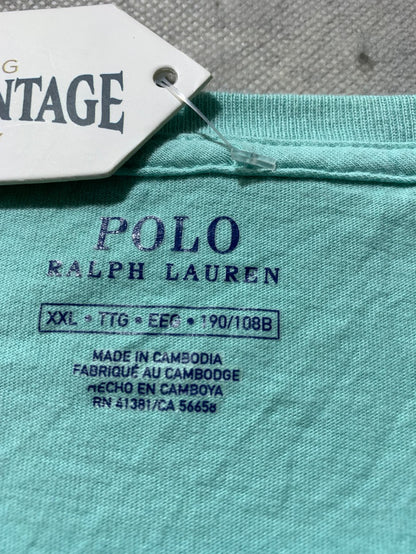 G
NTAGE
POLO
RALPH LAUREN
XXL • TTG • EEG • 190/108B
MADE IN CAMBODIA
FABRIQUÉ AU CAMBODGE
HECHO EN CAMBOYA
RN 41381/CA 56658